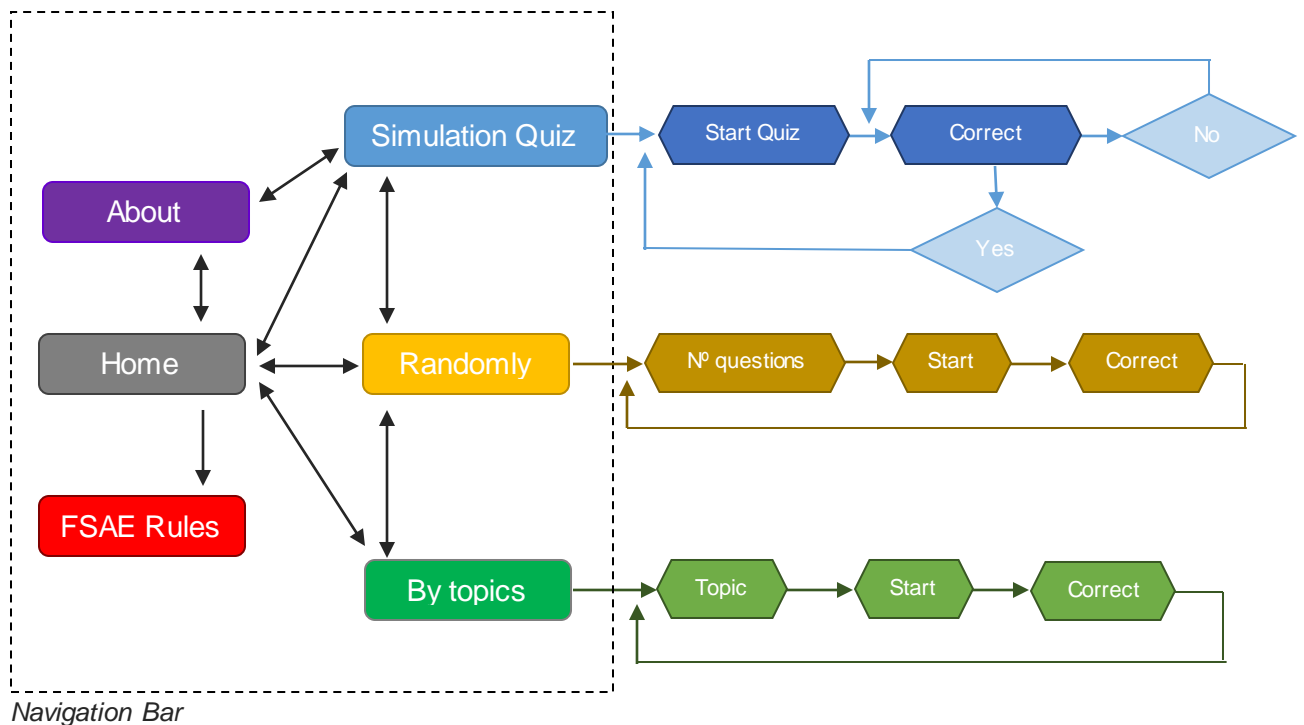 Simulation Quiz
Start Quiz
Correct
No
About
Yes
Home
Randomly
Nº questions
Start
Correct
FSAE Rules
By topics
Topic
Start
Correct
Navigation Bar